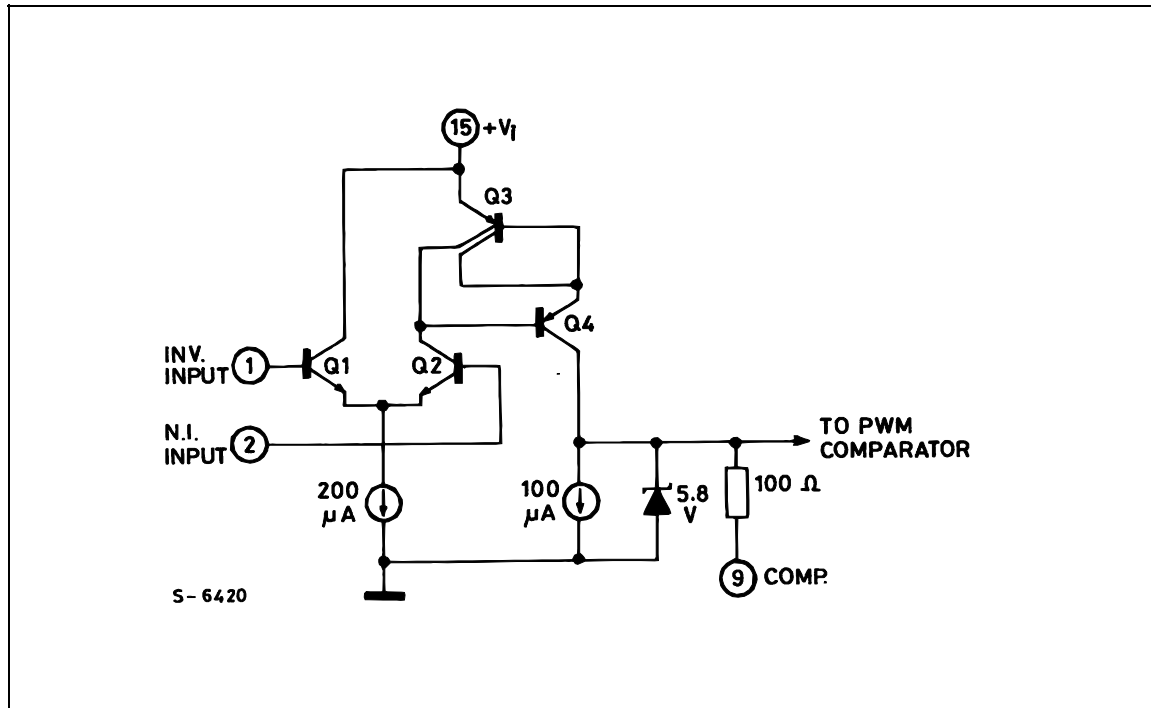 15 +Vi
Q3
Q4
INV.
INPUT 1
Q1
Q2
N.I.
INPUT 2
TO PWM
COMPARATOR
200
µA
100
µA
5.8
V
100 Ω
9 COMP.
S-6420